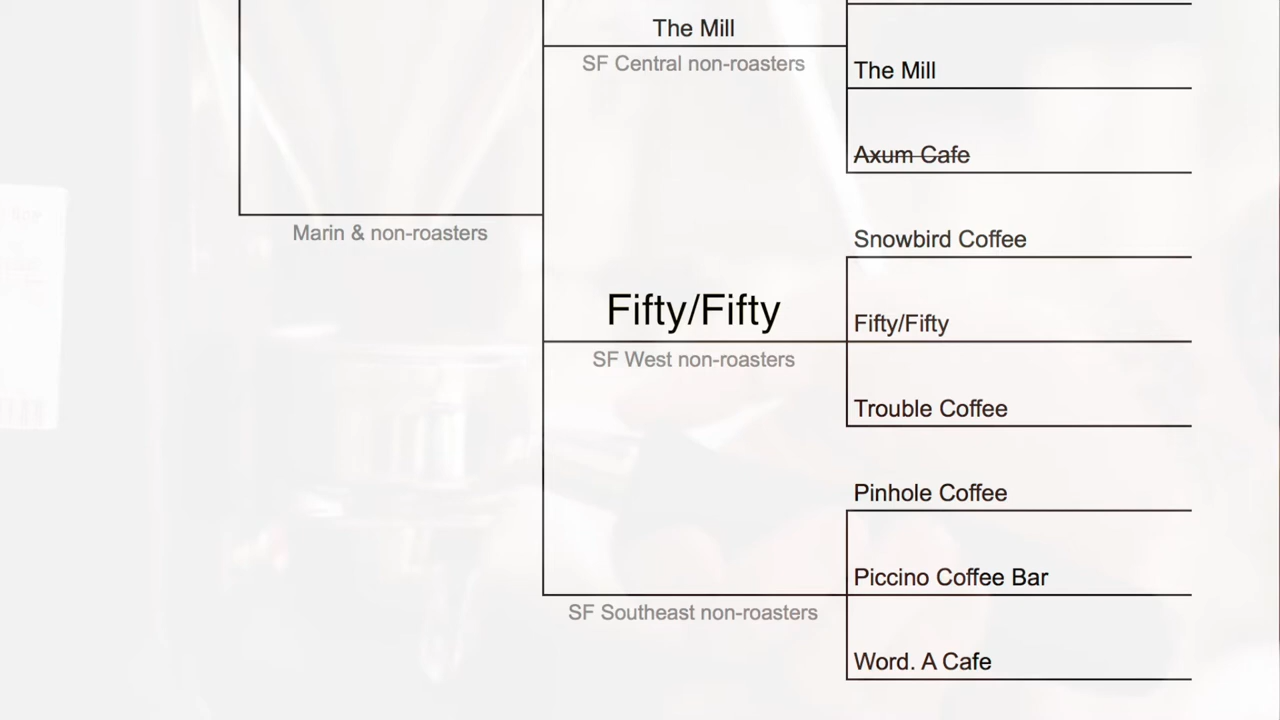 The Mill
SF Central non-roasters
The Mill
Axum Cafe
Snowbird Coffee
Marin & non-roasters
Fifty/Fifty
Fifty/Fifty
SF West non-roasters
Trouble Coffee
Pinhole Coffee
Piccino Coffee Bar
SF Southeast non-roasters
Word. A Cafe